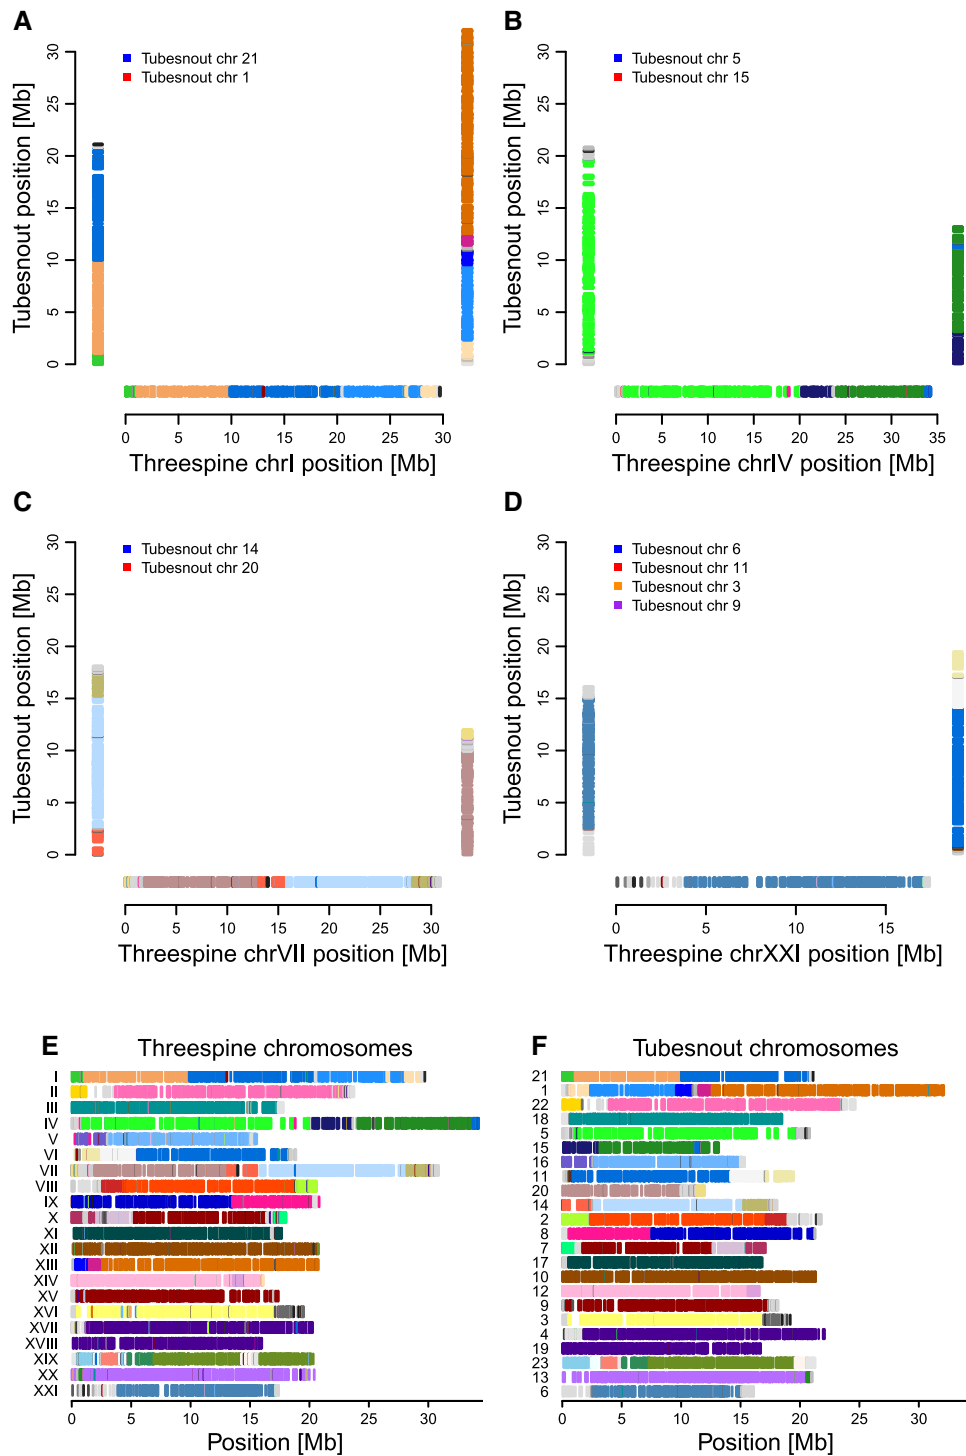 A
Tubesnout chr 21
Tubesnout chr 1
Tubesnout position [Mb]
0 5 10 15 20 25 30
0 5 10 15 20 25 30
Threespine chrI position [Mb]
B
Tubesnout chr 5
Tubesnout chr 15
Tubesnout position [Mb]
0 5 10 15 20 25 30
0 5 10 15 20 25 30 35
Threespine chrIV position [Mb]
C
Tubesnout chr 14
Tubesnout chr 20
Tubesnout position [Mb]
0 5 10 15 20 25 30
0 5 10 15 20 25 30
Threespine chrVII position [Mb]
D
Tubesnout chr 6
Tubesnout chr 11
Tubesnout chr 3
Tubesnout chr 9
Tubesnout position [Mb]
0 5 10 15 20 25 30
0 5 10 15
Threespine chrXXI position [Mb]
E
Threespine chromosomes
I
II
III
IV
V
VI
VII
VIII
IX
X
XI
XII
XIII
XIV
XV
XVI
XVII
XVIII
XIX
XX
XXI
0 5 10 15 20 25 30
Position [Mb]
F
Tubesnout chromosomes
21
1
22
18
5
15
16
11
20
14
2
8
7
17
10
12
9
3
4
19
23
13
6
0 5 10 15 20 25 30
Position [Mb]